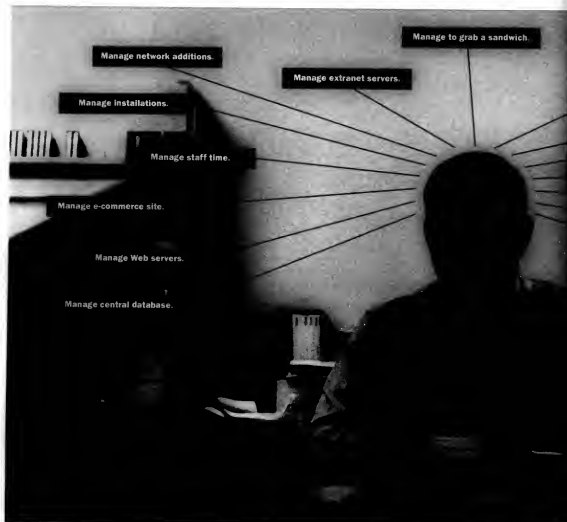 Manage to grab a sandwich.
Manage network additions.
Manage extranet servers.
Manage installations.
Manage staff time.
Manage e-commerce site.
Manage Web servers.
Manage central database.